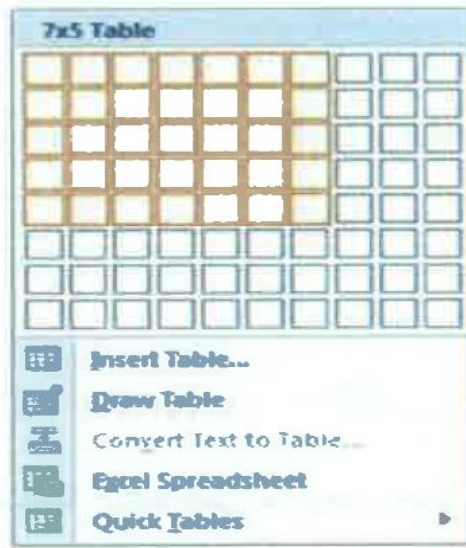 7x5 Table
Insert Table...
Draw Table
Convert Text to Table...
Excel Spreadsheet
Quick Tables